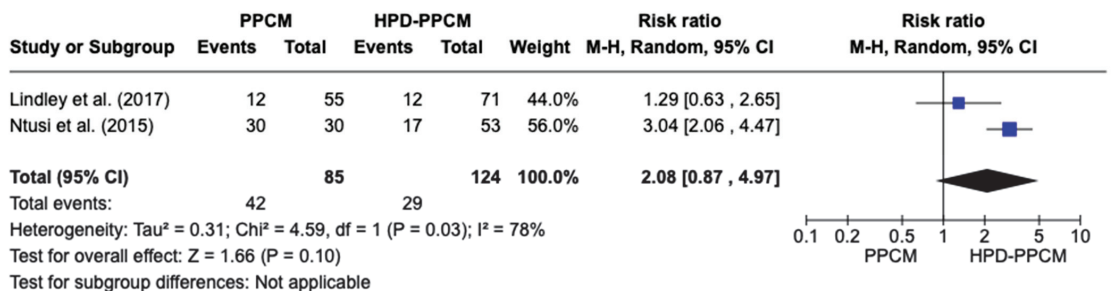 PPCM HPD-PPCM Risk ratio Risk ratio
Study or Subgroup Events Total Events Total Weight M-H, Random, 95% CI M-H, Random, 95% CI
Lindley et al. (2017) 12 55 12 71 44.0% 1.29 [0.63 , 2.65]
Ntusi et al. (2015) 30 30 17 53 56.0% 3.04 [2.06 , 4.47]
Total (95% CI) 85 124 100.0% 2.08 [0.87 , 4.97]
Total events: 42 29
Heterogeneity: Tau² = 0.31; Chi² = 4.59, df = 1 (P = 0.03); I² = 78%
0.1 0.2 0.5 1 2 5 10
Test for overall effect: Z = 1.66 (P = 0.10)
PPCM HPD-PPCM
Test for subgroup differences: Not applicable